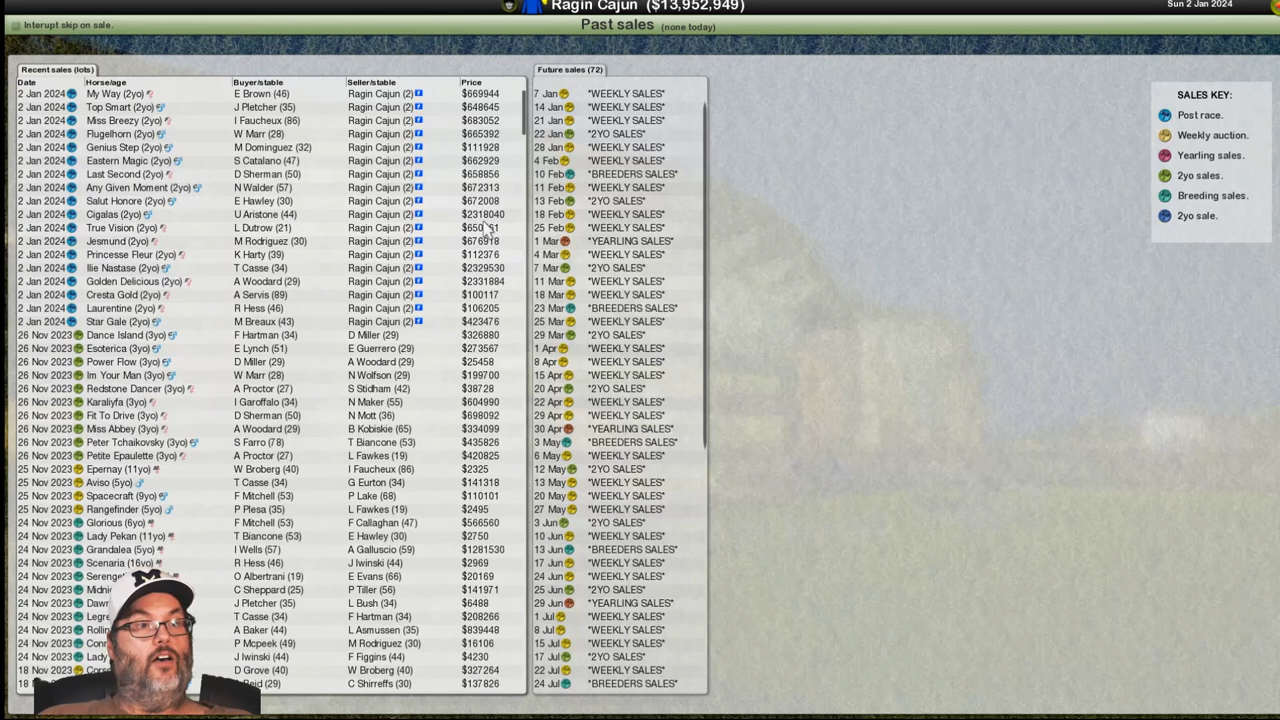 Ragin Cajun ($13,952,949)
Sun 2 Jan 2024
Interupt skip on sale.
Past sales (none today)
Recent sales (lots)
Date Horse/age Buyer/stable Seller/stable Price
2 Jan 2024 My Way (2yo) E Brown (46) Ragin Cajun (2) $669944
2 Jan 2024 Top Smart (2yo) J Pletcher (35) Ragin Cajun (2) $648645
2 Jan 2024 Miss Breezy (2yo) I Faucheux (86) Ragin Cajun (2) $683052
2 Jan 2024 Flugelhorn (2yo) W Marr (28) Ragin Cajun (2) $665392
2 Jan 2024 Genius Step (2yo) M Dominguez (32) Ragin Cajun (2) $111928
2 Jan 2024 Eastern Magic (2yo) S Catalano (47) Ragin Cajun (2) $662929
2 Jan 2024 Last Second (2yo) D Sherman (50) Ragin Cajun (2) $658856
2 Jan 2024 Any Given Moment (2yo) N Walder (57) Ragin Cajun (2) $672313
2 Jan 2024 Salut Honore (2yo) E Hawley (30) Ragin Cajun (2) $672008
2 Jan 2024 Cigalas (2yo) U Aristone (44) Ragin Cajun (2) $2318040
2 Jan 2024 True Vision (2yo) L Dutrow (21) Ragin Cajun (2)
2 Jan 2024 Jesmund (2yo) M Rodriguez (30) Ragin Cajun (2) $676918
2 Jan 2024 Princesse Fleur (2yo) K Harty (39) Ragin Cajun (2) $112376
2 Jan 2024 Ilie Nastase (2yo) T Casse (34) Ragin Cajun (2) $2329530
2 Jan 2024 Golden Delicious (2yo) A Woodard (29) Ragin Cajun (2) $2331884
2 Jan 2024 Cresta Gold (2yo) A Servis (89) Ragin Cajun (2) $100117
2 Jan 2024 Laurentine (2yo) R Hess (46) Ragin Cajun (2) $106205
2 Jan 2024 Star Gale (2yo) M Breaux (43) Ragin Cajun (2) $423476
26 Nov 2023 Dance Island (3yo) F Hartman (34) D Miller (29) $326880
26 Nov 2023 Esoterica (3yo) E Lynch (51) E Guerrero (29) $273567
26 Nov 2023 Power Flow (3yo) D Miller (29) A Woodard (29) $25458
26 Nov 2023 Im Your Man (3yo) W Marr (28) N Wolfson (29) $199700
26 Nov 2023 Redstone Dancer (3yo) A Proctor (27) S Stidham (42) $38728
26 Nov 2023 Karaliyfa (3yo) I Garoffalo (34) N Maker (55) $604990
26 Nov 2023 Fit To Drive (3yo) D Sherman (50) N Mott (36) $698092
26 Nov 2023 Miss Abbey (3yo) A Woodard (29) B Kobiskie (65) $334099
26 Nov 2023 Peter Tchaikovsky (3yo) S Farro (78) T Biancone (53) $435826
26 Nov 2023 Petite Epaulette (3yo) A Proctor (27) L Fawkes (19) $420825
25 Nov 2023 Epernay (11yo) W Broberg (40) I Faucheux (86) $2325
25 Nov 2023 Aviso (5yo) T Casse (34) G Eurton (34) $141318
25 Nov 2023 Spacecraft (9yo) F Mitchell (53) P Lake (68) $110101
25 Nov 2023 Rangefinder (5yo) P Plesa (35) L Fawkes (19) $2495
24 Nov 2023 Glorious (6yo) F Mitchell (53) F Callaghan (47) $566560
24 Nov 2023 Lady Pekan (11yo) T Biancone (53) E Hawley (30) $2750
24 Nov 2023 Grandalea (5yo) I Wells (57) A Galluscio (59) $1281530
24 Nov 2023 Scenaria (16yo) R Hess (46) J Iwinski (44) $2969
24 Nov 2023 O Albertrani (19) E Evans (66) $20169
24 Nov 2023 C Sheppard (25) P Tiller (56) $141971
24 Nov 2023 J Pletcher (35) L Bush (34) $6488
24 Nov 2023 T Casse (34) F Hartman (34) $208266
24 Nov 2023 A Baker (44) L Asmussen (35) $839448
24 Nov 2023 P Mcpeek (49) M Rodriguez (30) $16106
24 Nov 2023 Lady J Iwinski (44) F Figgins (44) $4230
18 Nov 2023 D Grove (40) W Broberg (40) $327264
18 Reid (29) C Shirreffs (30) $137826
Future sales (72)
7 Jan *WEEKLY SALES*
14 Jan *WEEKLY SALES*
21 Jan *WEEKLY SALES*
22 Jan *2YO SALES*
28 Jan *WEEKLY SALES*
4 Feb *WEEKLY SALES*
10 Feb *BREEDERS SALES*
11 Feb *WEEKLY SALES*
13 Feb *2YO SALES*
18 Feb *WEEKLY SALES*
25 Feb *WEEKLY SALES*
1 Mar *YEARLING SALES*
4 Mar *WEEKLY SALES*
7 Mar *2YO SALES*
11 Mar *WEEKLY SALES*
18 Mar *WEEKLY SALES*
23 Mar *BREEDERS SALES*
25 Mar *WEEKLY SALES*
29 Mar *2YO SALES*
1 Apr *WEEKLY SALES*
8 Apr *WEEKLY SALES*
15 Apr *WEEKLY SALES*
20 Apr *2YO SALES*
22 Apr *WEEKLY SALES*
29 Apr *WEEKLY SALES*
30 Apr *YEARLING SALES*
3 May *BREEDERS SALES*
6 May *WEEKLY SALES*
12 May *2YO SALES*
13 May *WEEKLY SALES*
20 May *WEEKLY SALES*
27 May *WEEKLY SALES*
3 Jun *2YO SALES*
10 Jun *WEEKLY SALES*
13 Jun *BREEDERS SALES*
17 Jun *WEEKLY SALES*
24 Jun *WEEKLY SALES*
25 Jun *2YO SALES*
29 Jun *YEARLING SALES*
1 Jul *WEEKLY SALES*
8 Jul *WEEKLY SALES*
15 Jul *WEEKLY SALES*
17 Jul *2YO SALES*
22 Jul *WEEKLY SALES*
24 Jul *BREEDERS SALES*
SALES KEY:
Post race.
Weekly auction.
Yearling sales.
2yo sales.
Breeding sales.
2yo sale.